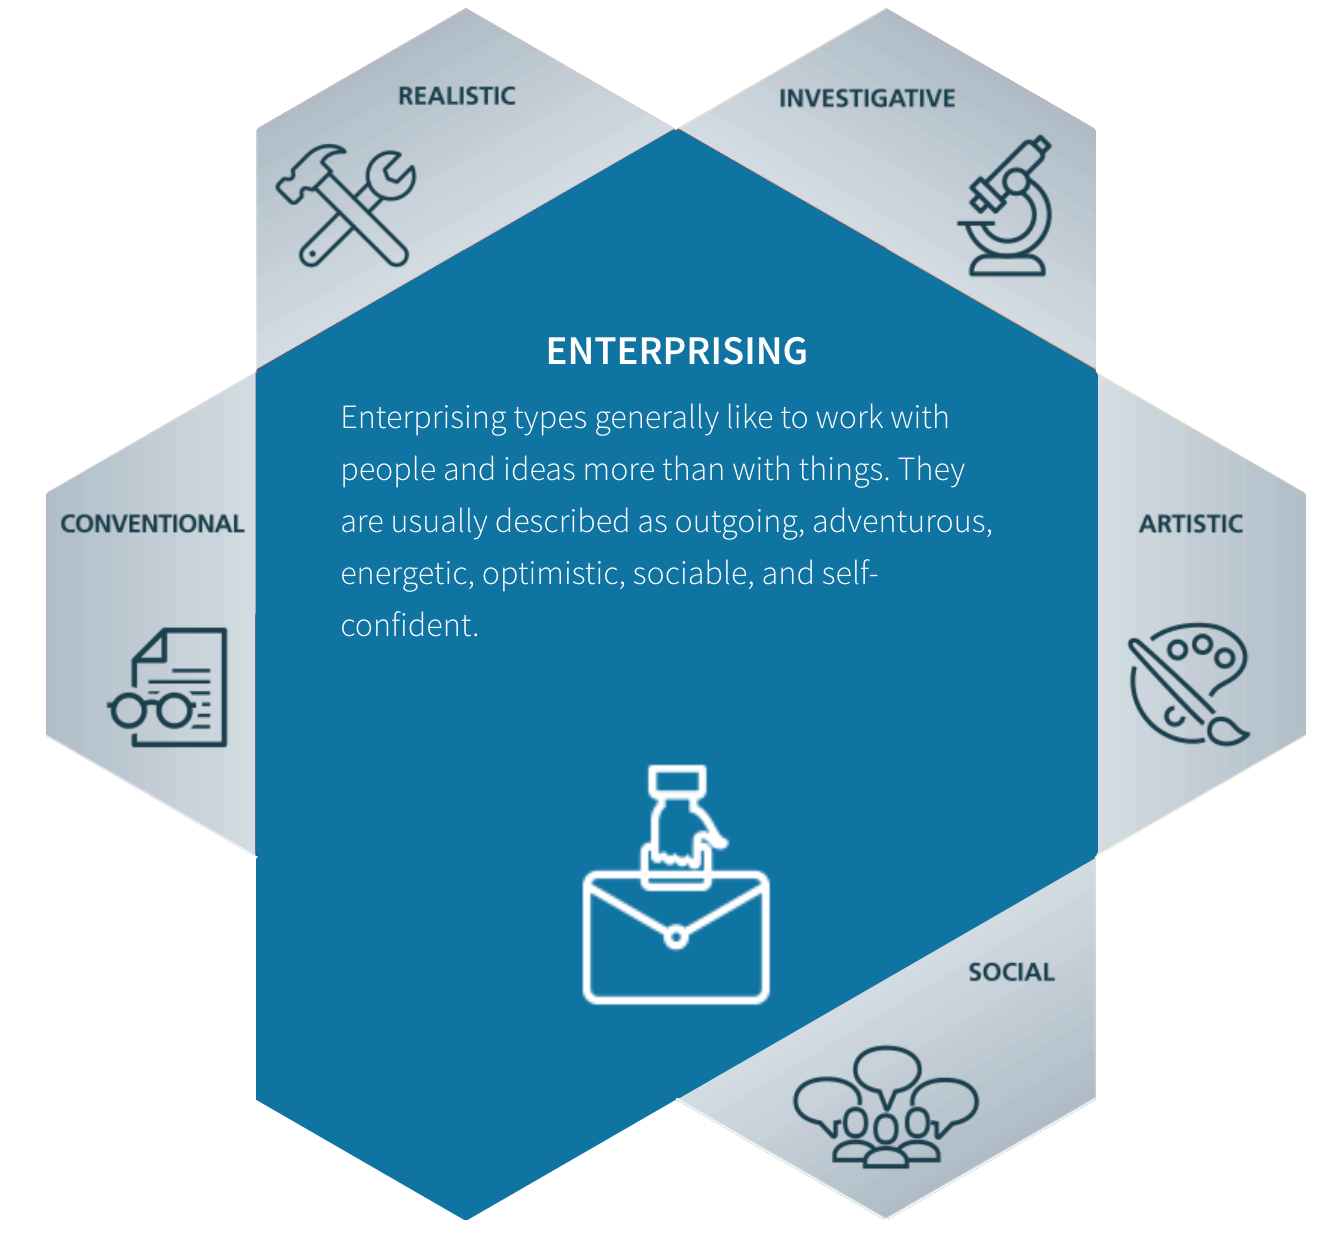 REALISTIC
INVESTIGATIVE
ENTERPRISING
Enterprising types generally like to work with
people and ideas more than with things. They
are usually described as outgoing, adventurous,
energetic, optimistic, sociable, and self-
confident.
CONVENTIONAL
ARTISTIC
SOCIAL